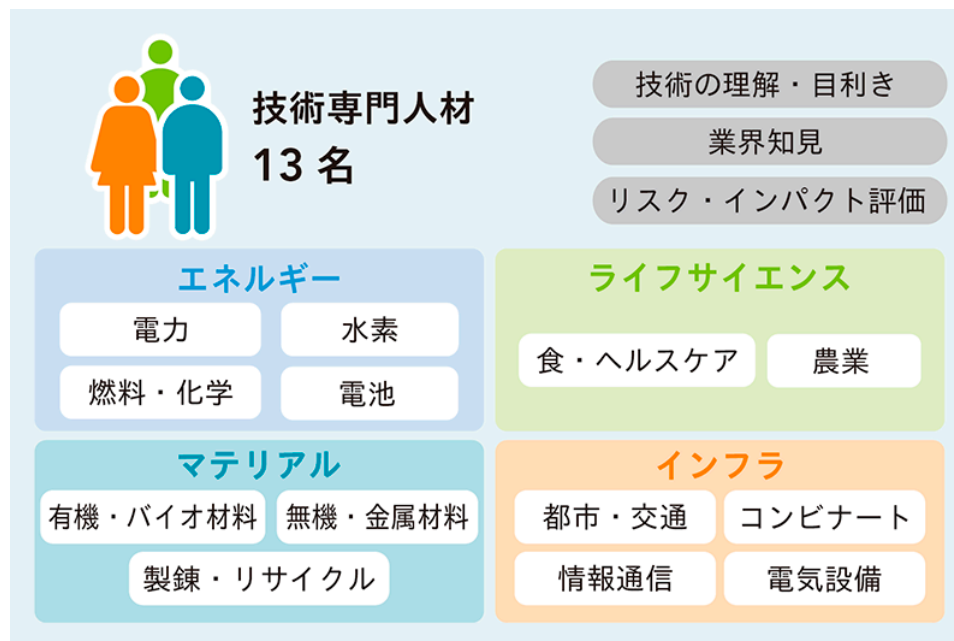 技術専門人材
13 名
技術の理解・目利き
業界知見
リスク・インパクト評価
エネルギー
電力
水素
燃料・化学
電池
ライフサイエンス
食・ヘルスケア
農業
マテリアル
有機・バイオ材料
無機・金属材料
製錬・リサイクル
インフラ
都市・交通
コンビナート
情報通信
電気設備